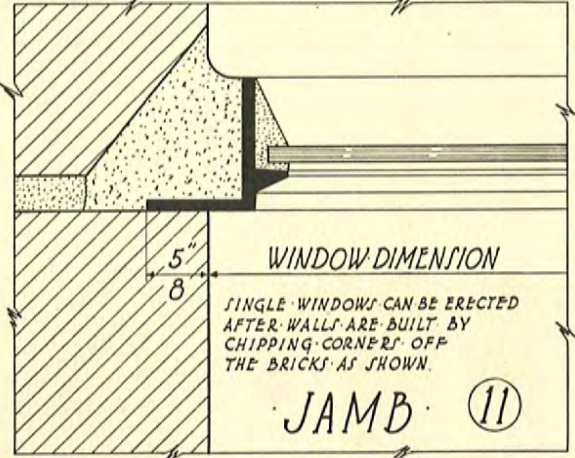 5"
8
WINDOW·DIMENSION
SINGLE·WINDOWS·CAN·BE·ERECTED
AFTER·WALLS·ARE·BUILT·BY
CHIPPING·CORNERS·OFF
THE·BRICKS·AS·SHOWN.
·JAMB· 11